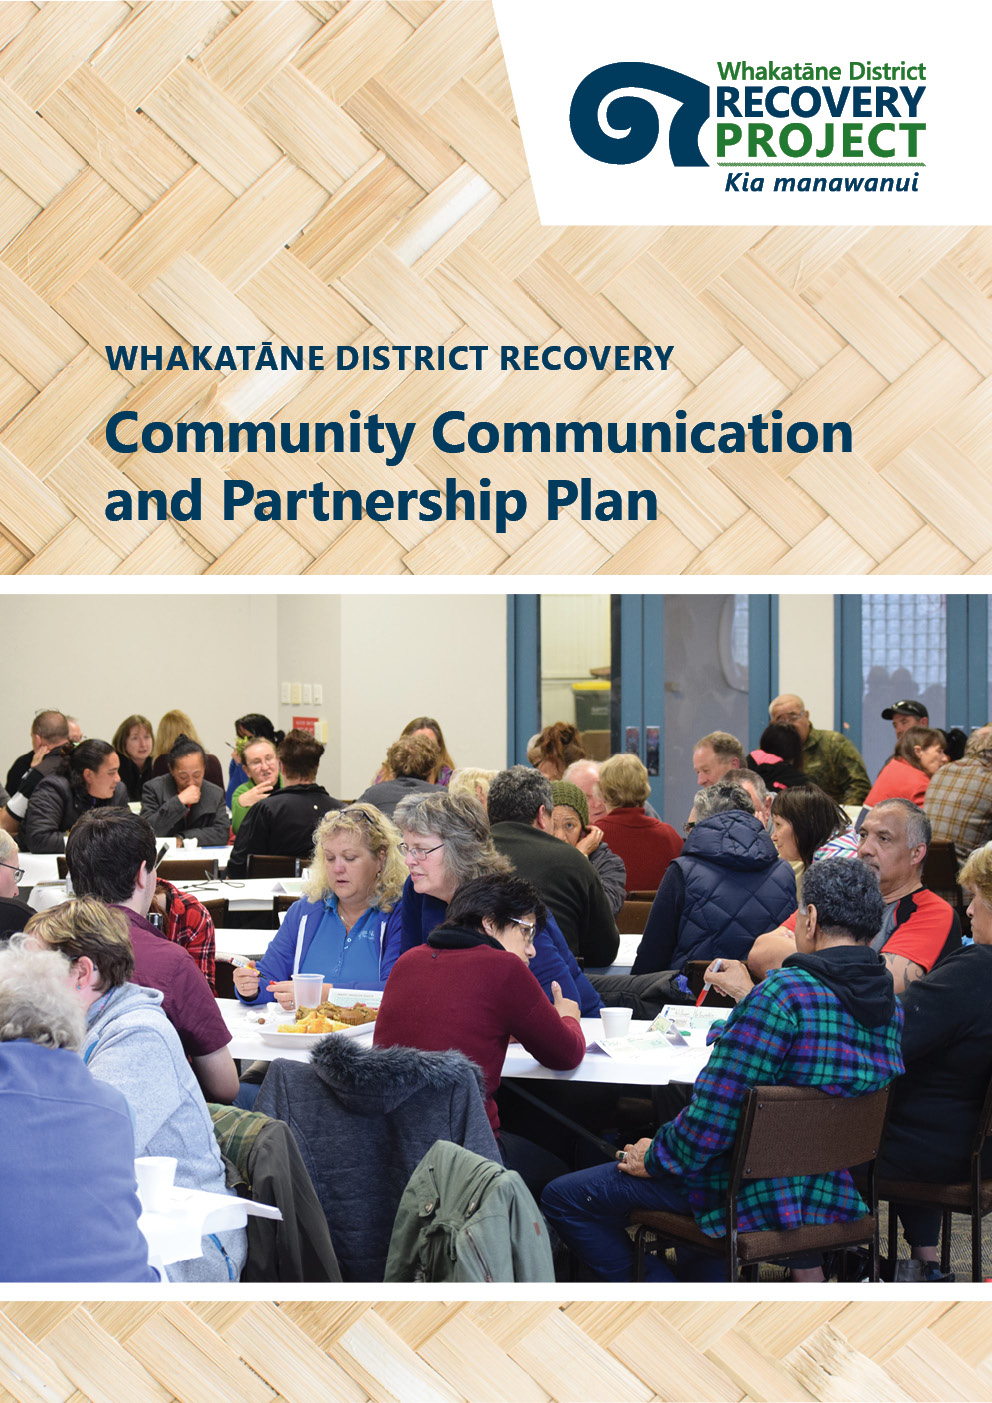 Whakatāne District
RECOVERY
PROJECT
Kia manawanui
WHAKATĀNE DISTRICT RECOVERY
Community Communication
and Partnership Plan